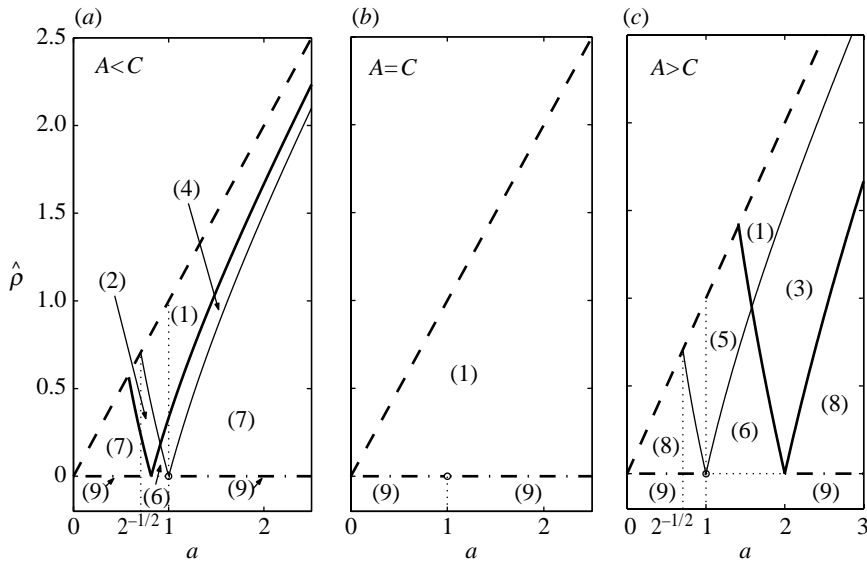 (a) (b) (c)
2.5
2.0
1.5
1.0
0.5
0
ρ̂
A<C
(4)
(2)
(1)
(7)
(7)
(9)
(6)
(9)
0 2^{-1/2} 1 2
a
A=C
(1)
(9) (9)
0 1 2
a
A>C
(1)
(3)
(5)
(6)
(8)
(8)
(9)
(9)
0 2^{-1/2} 1 2 3
a